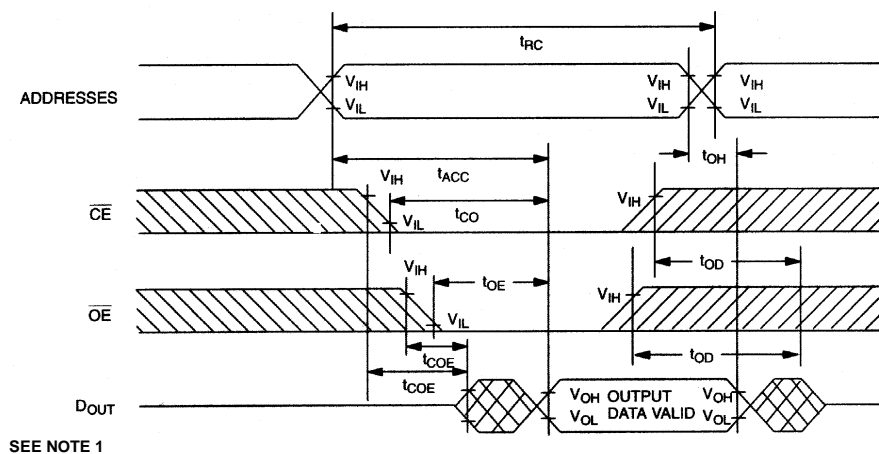 tRC
ADDRESSES
VIH
VIL
VIH
VIL
VIH
VIL
tOH
tACC
VIH
CE
tCO
VIL
VIH
tOD
VIH
OE
tOE
VIL
VIH
tOD
tCOE
tCOE
DOUT
VOH OUTPUT VOH
VOL DATA VALID VOL
SEE NOTE 1